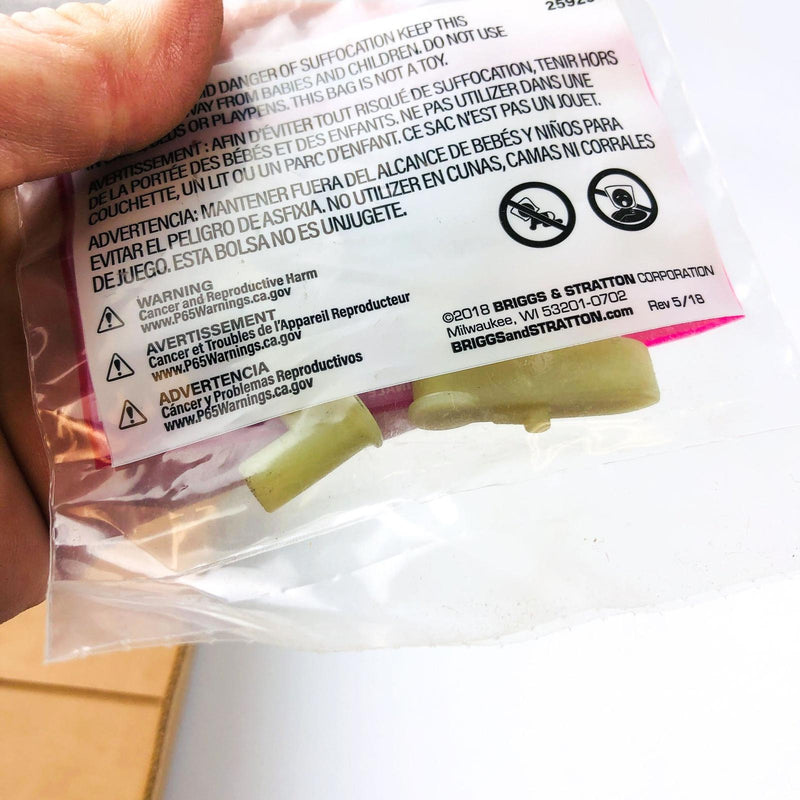 2592
DANGER OF SUFFOCATION KEEP THIS
FROM BABIES AND CHILDREN. DO NOT USE
OR PLAYPENS. THIS BAG IS NOT A TOY.
AVERTISSEMENT : AFIN D'ÉVITER TOUT RISQUÉ DE SUFFOCATION, TENIR HORS
DE LA PORTÉE DES BÉBÉS ET DES ENFANTS. NE PAS UTILIZER DANS UNE
COUCHETTE, UN LIT OU UN PARC D'ENFANT. CE SAC N'EST PAS UN JOUET.
ADVERTENCIA: MANTENER FUERA DEL ALCANCE DE BEBÉS Y NIÑOS PARA
EVITAR EL PELIGRO DE ASFIXIA. NO UTILIZER EN CUNAS, CAMAS NI CORRALES
DE JUEGO. ESTA BOLSA NO ES UNJUGETE.
WARNING
Cancer and Reproductive Harm
www.P65Warnings.ca.gov
AVERTISSEMENT
Cancer et Troubles de l'Appareil Reproducteur
www.P65Warnings.ca.gov
ADVERTENCIA
Cáncer y Problemas Reproductivos
www.P65Warnings.ca.gov
©2018 BRIGGS & STRATTON CORPORATION
Milwaukee, WI 53201-0702
BRIGGSandSTRATTON.com Rev 5/18